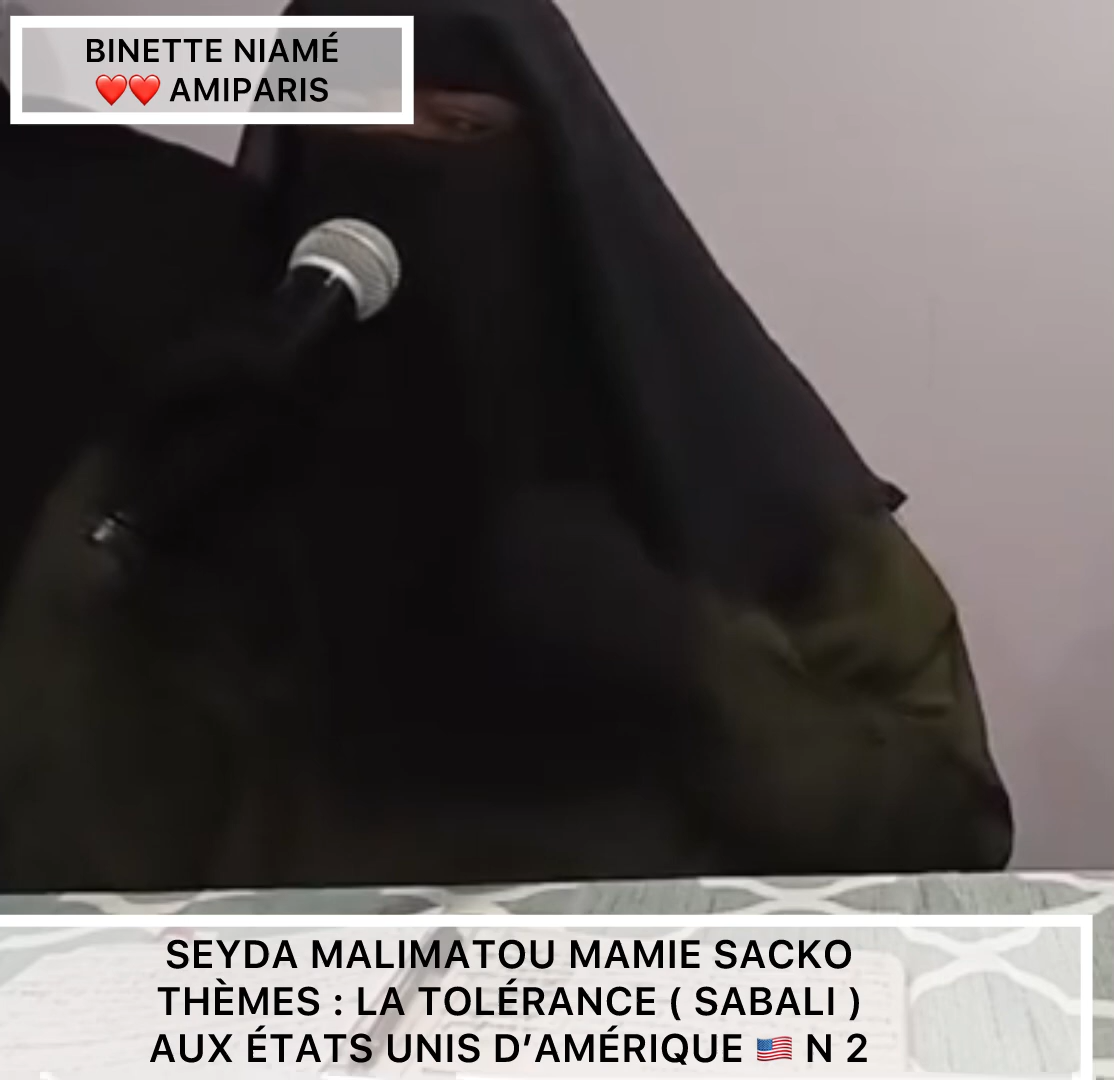 BINETTE NIAMÉ
❤️❤️ AMIPARIS
SEYDA MALIMATOU MAMIE SACKO
THÈMES : LA TOLÉRANCE ( SABALI )
AUX ÉTATS UNIS D’AMÉRIQUE 🇺🇸 N 2